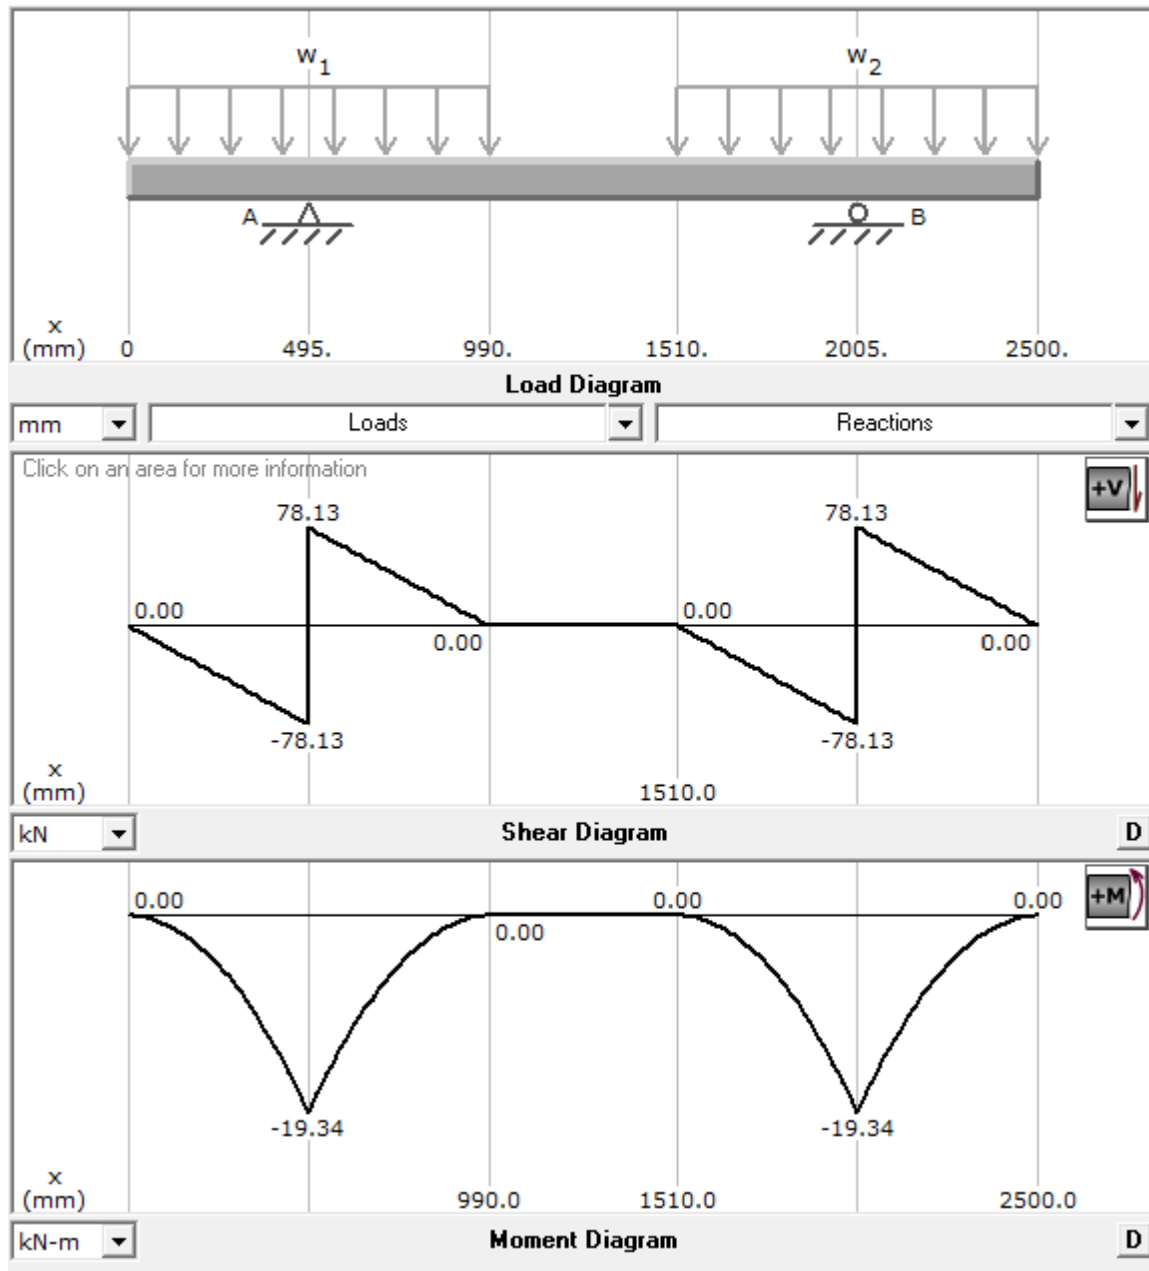 w1 w2
A B
x
(mm) 0 495. 990. 1510. 2005. 2500.
Load Diagram
mm Loads Reactions
Click on an area for more information
+V
78.13 78.13
0.00 0.00
0.00 0.00
-78.13 -78.13
x
(mm) 1510.0
kN Shear Diagram D
+M
0.00 0.00 0.00
0.00
-19.34 -19.34
x
(mm) 990.0 1510.0 2500.0
kN-m Moment Diagram D